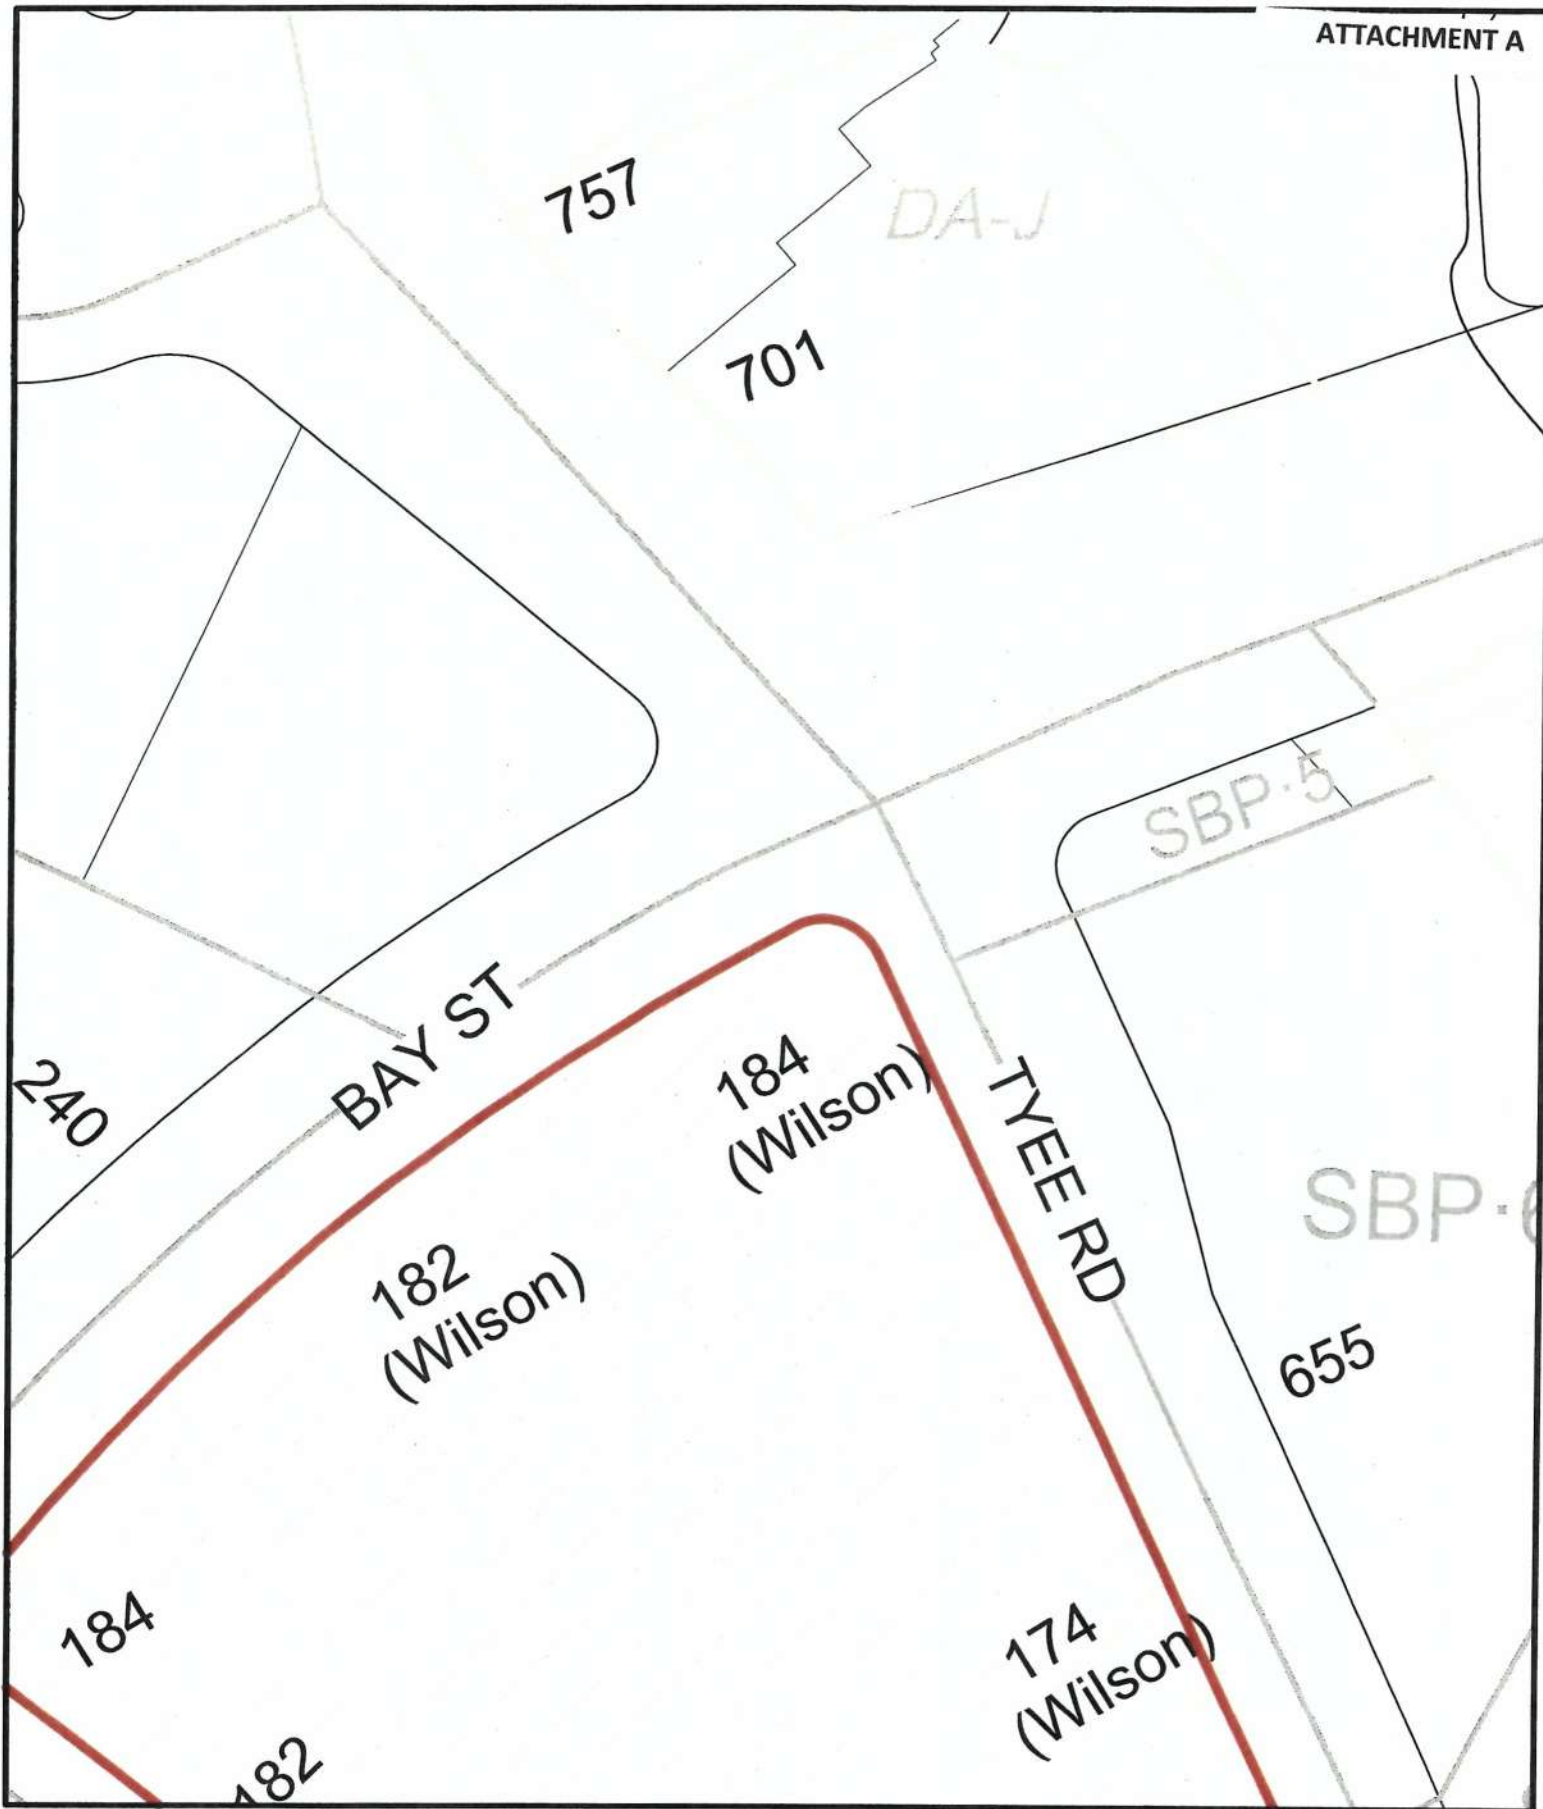 ATTACHMENT A
757
DA-J
701
SBP-5
BAY ST
240
184
(Wilson)
TYEE RD
SBP-6
182
(Wilson)
655
184
174
(Wilson)
182